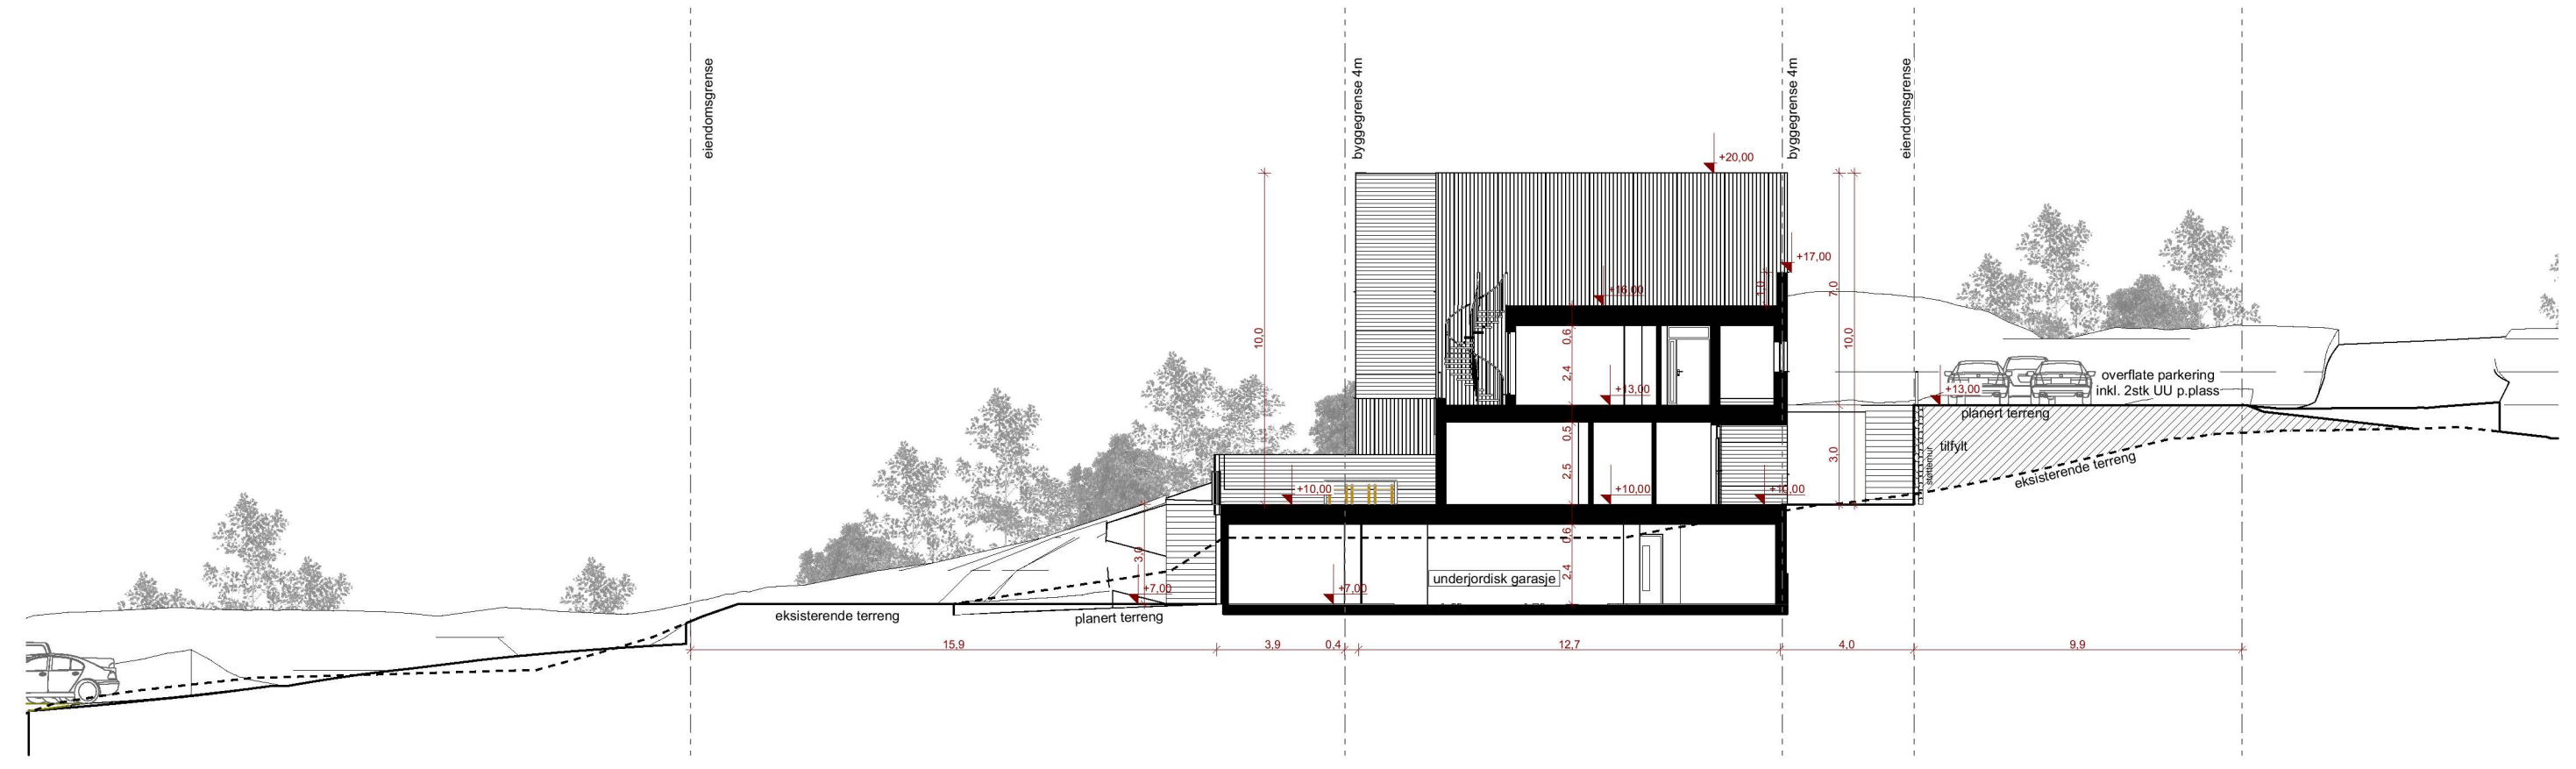 eiendomsgrense
byggegrense 4m
byggegrense 4m
eiendomsgrense
+20,00
+17,00
+16,00
1,0
7,0
10,0
10,0
0,6
2,4
+13,00
+13,00
overflate parkering
inkl. 2stk UU p.plass
planert terreng
tilfylt
støttemur
eksisterende terreng
0,5
2,5
3,0
+10,00
+10,00
+10,00
3,0
0,6
2,4
underjordisk garasje
+7,00
+7,00
eksisterende terreng
planert terreng
15,9
3,9
0,4
12,7
4,0
9,9